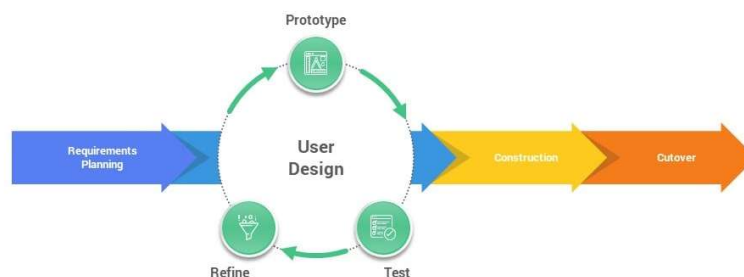 Prototype
Requirements
Planning
User
Design
Construction
Cutover
Refine
Test